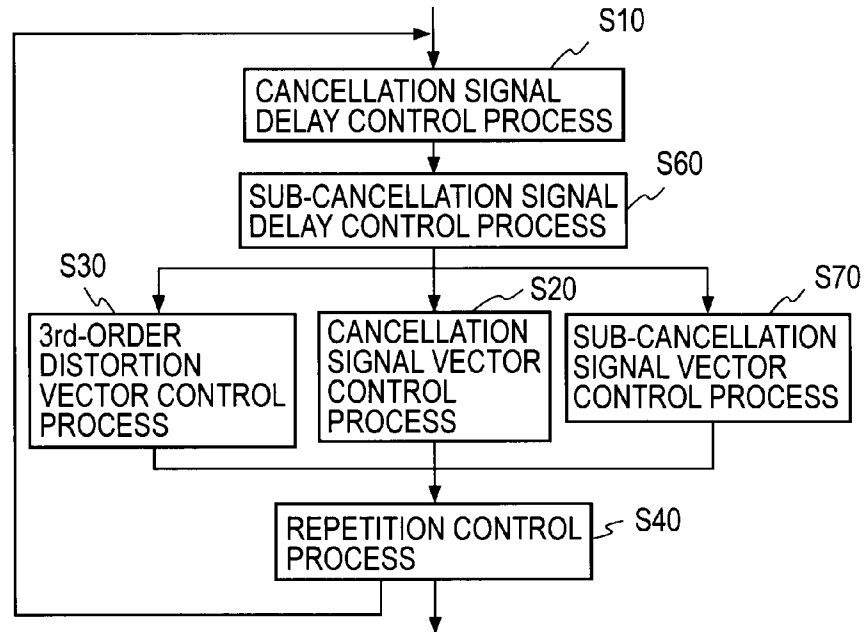 S10
CANCELLATION SIGNAL
DELAY CONTROL PROCESS
S60
SUB-CANCELLATION SIGNAL
DELAY CONTROL PROCESS
S30
3rd-ORDER
DISTORTION
VECTOR CONTROL
PROCESS
S20
CANCELLATION
SIGNAL VECTOR
CONTROL
PROCESS
S70
SUB-CANCELLATION
SIGNAL VECTOR
CONTROL PROCESS
REPETITION CONTROL
PROCESS
S40